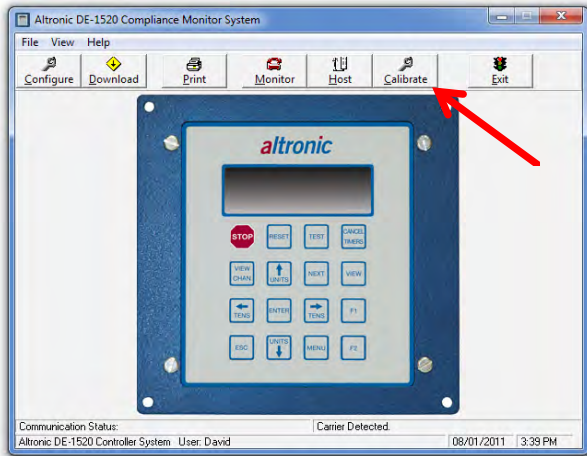 Altronic DE-1520 Compliance Monitor System
File View Help
Configure Download Print Monitor Host Calibrate Exit
altronic
STOP RESET TEST CANCEL TIMERS
VIEW CHAN UNITS NEXT VIEW
TENS ENTER TENS F1
ESC UNITS MENU F2
Communication Status: Carrier Detected.
Altronic DE-1520 Controller System User: David 08/01/2011 3:39 PM